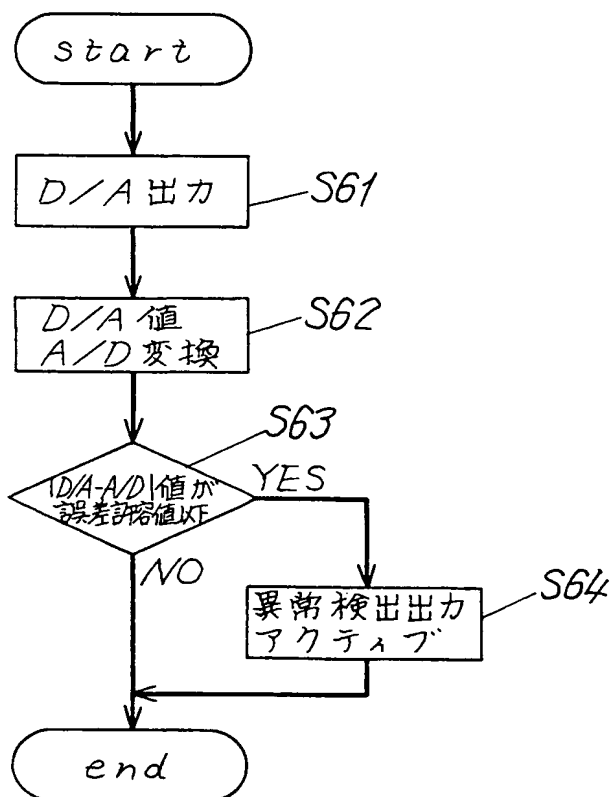 start
D/A出力
S61
D/A値
A/D変換
S62
S63
|D/A-A/D|値が
誤差許容値以下
YES
NO
異常検出出力
アクティブ
S64
end